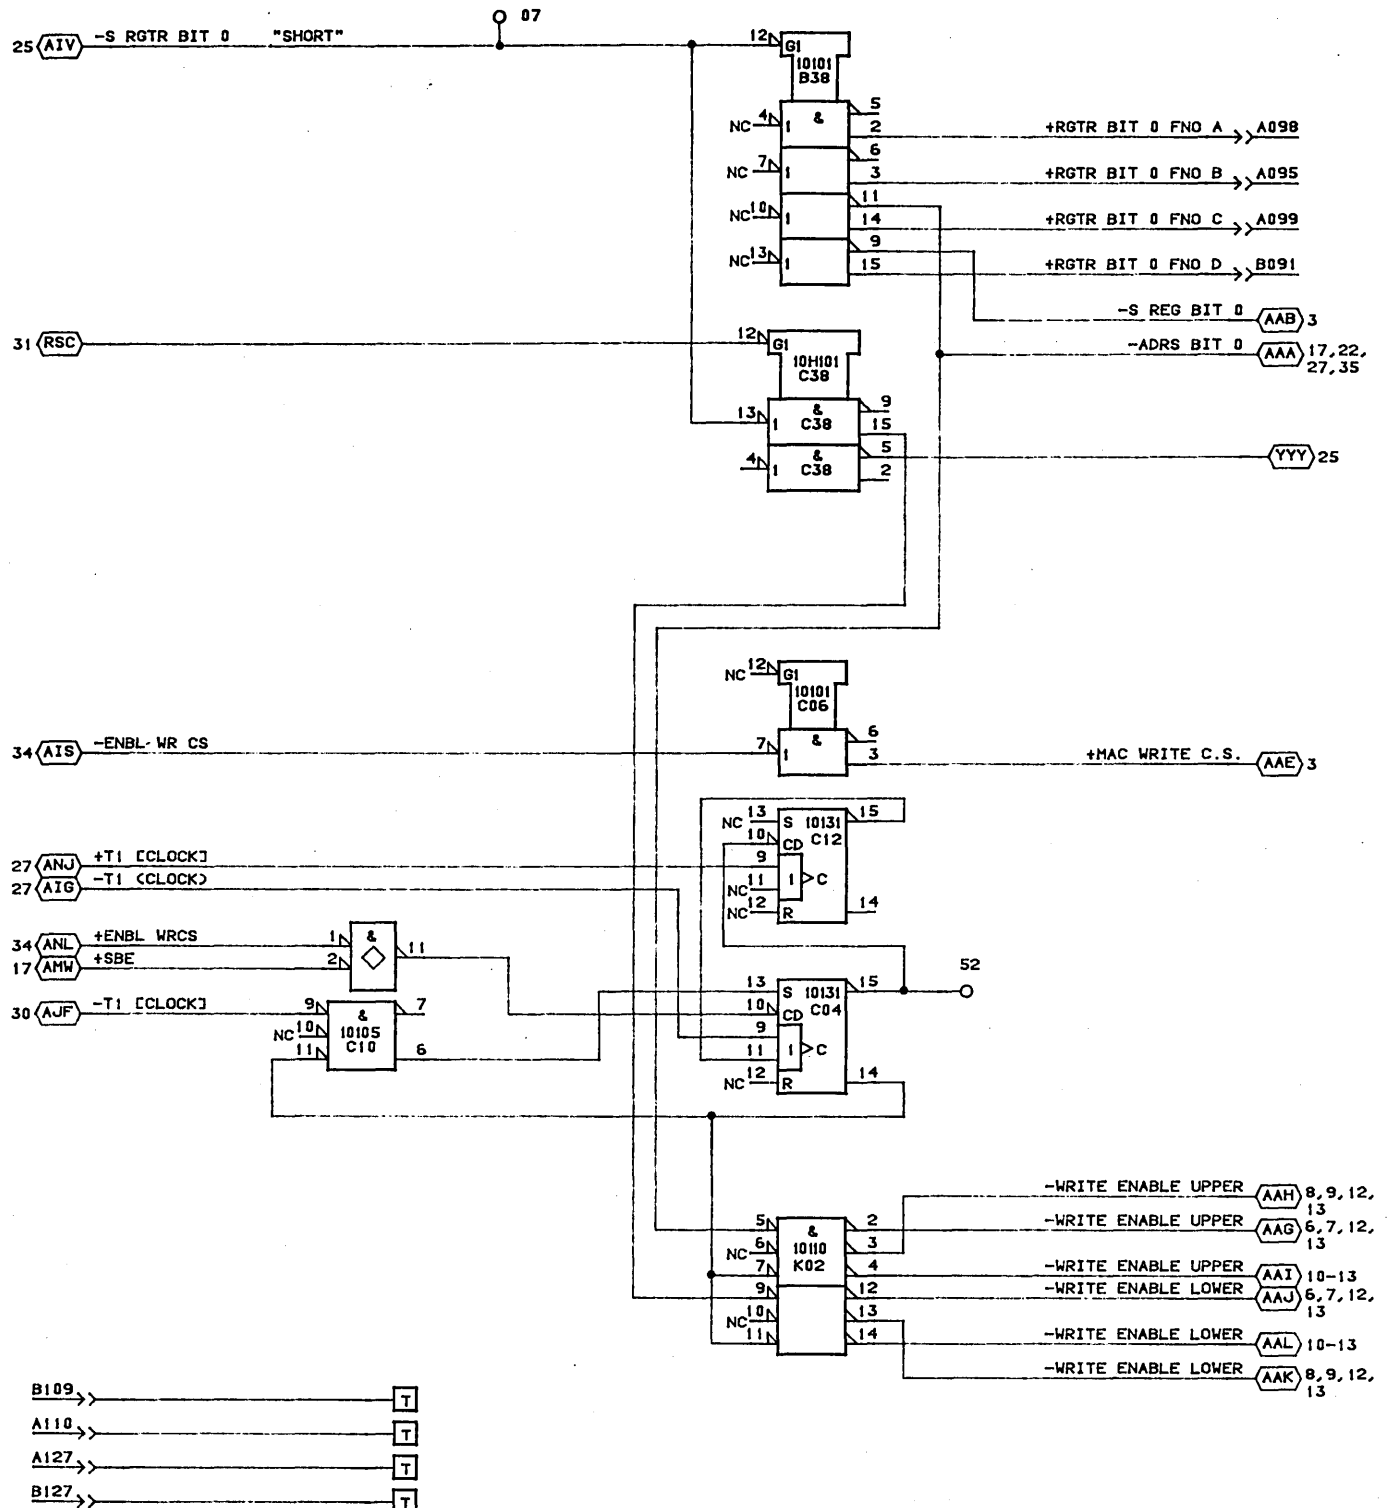 07
25 AIV -S RGTR BIT 0 "SHORT"
12 G1
10101
B38
5
NC 4 1 & 2 +RGTR BIT 0 FNO A A098
6
NC 7 1 3 +RGTR BIT 0 FNO B A095
11
NC 10 1 14 +RGTR BIT 0 FNO C A099
9
NC 13 1 15 +RGTR BIT 0 FNO D B091
-S REG BIT 0 AAB 3
31 RSC 12 G1
-ADRS BIT 0 AAA 17,22,
27,35
10H101
C38
& 9
13 1 C38 15
& 5 YYY 25
4 1 C38 2
NC 12 G1
10101
C06
6
34 AIS -ENBL WR CS 7 1 & 3 +MAC WRITE C.S. AAE 3
NC 13 S 10131 15
10 CD C12
27 ANJ +T1 [CLOCK] 9
27 AIG -T1 (CLOCK) NC 11 1 C
NC 12 R 14
34 ANL +ENBL WRCS 1 & 11
17 AMW +SBE 2
52
13 S 10131 15
30 AJF -T1 [CLOCK] 9 & 7
10 CD C04
NC 10 10105 9
11 C10 6 11 1 C
NC 12 R 14
-WRITE ENABLE UPPER AAH 8,9,12,
13
5 & 2 -WRITE ENABLE UPPER AAG 6,7,12,
13
NC 6 10110 3
7 K02 4 -WRITE ENABLE UPPER AAI 10-13
9 12 -WRITE ENABLE LOWER AAJ 6,7,12,
13
NC 10 13
11 14 -WRITE ENABLE LOWER AAL 10-13
-WRITE ENABLE LOWER AAK 8,9,12,
13
B109 T
A110 T
A127 T
B127 T